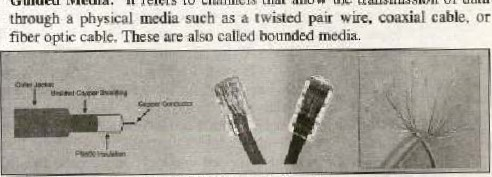 Guided Media: It refers to channels that allow the transmission of data
through a physical media such as a twisted pair wire, coaxial cable, or
fiber optic cable. These are also called bounded media.
Outer Jacket
Braided Copper Shielding
Copper Conductor
Plastic Insulation